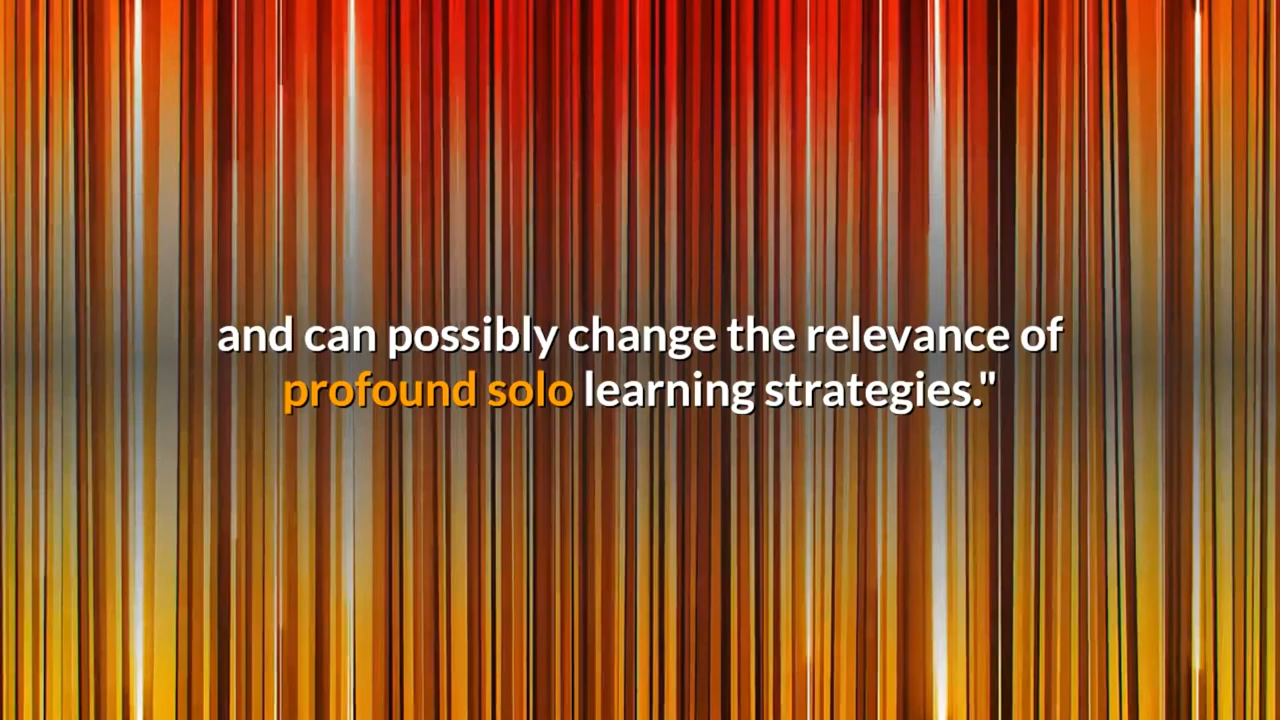 and can possibly change the relevance of
profound solo learning strategies."